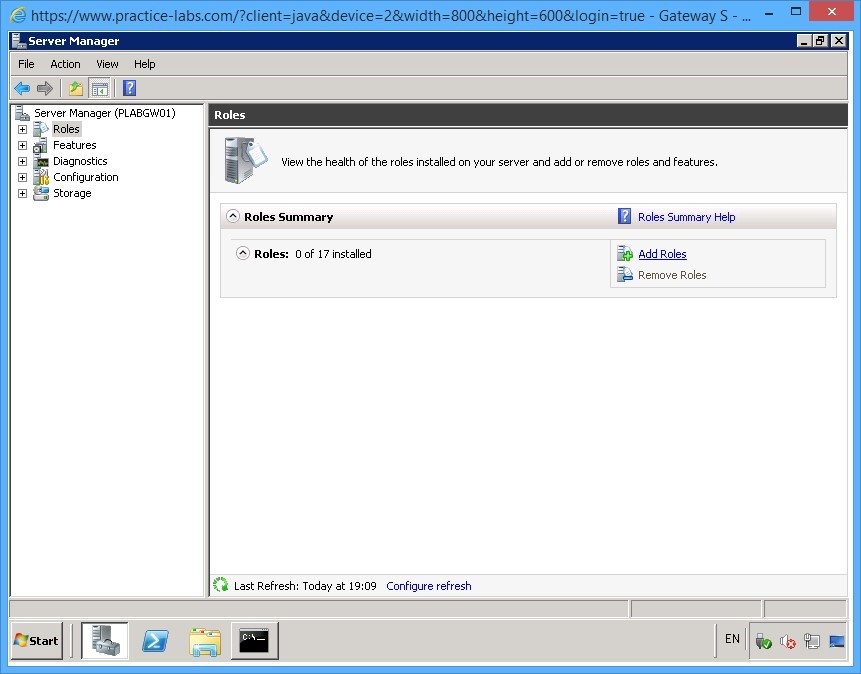 https://www.practice-labs.com/?client=java&device=2&width=800&height=600&login=true - Gateway S - ...
Server Manager
File Action View Help
Server Manager (PLABGW01)
Roles
Features
Diagnostics
Configuration
Storage
Roles
View the health of the roles installed on your server and add or remove roles and features.
Roles Summary
Roles Summary Help
Roles: 0 of 17 installed
Add Roles
Remove Roles
Last Refresh: Today at 19:09 Configure refresh
Start
C:\_
EN